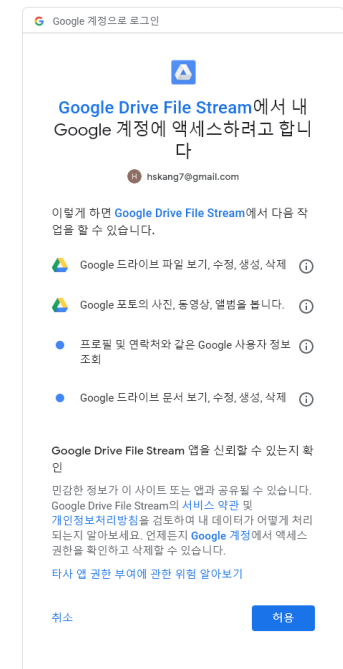 Google 계정으로 로그인
Google Drive File Stream에서 내
Google 계정에 액세스하려고 합니
다
H hskang7@gmail.com
이렇게 하면 Google Drive File Stream에서 다음 작
업을 할 수 있습니다.
Google 드라이브 파일 보기, 수정, 생성, 삭제
Google 포토의 사진, 동영상, 앨범을 봅니다.
프로필 및 연락처와 같은 Google 사용자 정보
조회
Google 드라이브 문서 보기, 수정, 생성, 삭제
Google Drive File Stream 앱을 신뢰할 수 있는지 확
인
민감한 정보가 이 사이트 또는 앱과 공유될 수 있습니다.
Google Drive File Stream의 서비스 약관 및
개인정보처리방침을 검토하여 내 데이터가 어떻게 처리
되는지 알아보세요. 언제든지 Google 계정에서 액세스
권한을 확인하고 삭제할 수 있습니다.
타사 앱 권한 부여에 관한 위험 알아보기
취소 허용